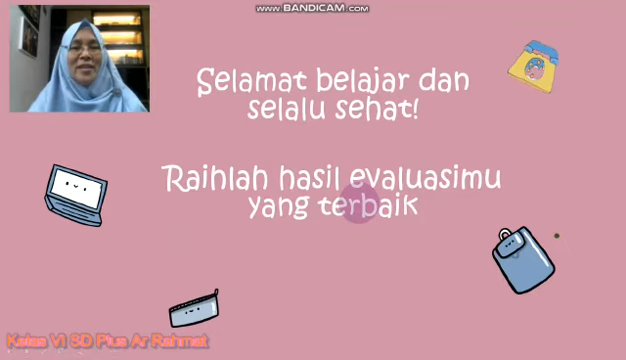 WWW.BANDICAM.COM
Selamat belajar dan
selalu sehat!
Raihlah hasil evaluasimu
yang terbaik
Kelas VI SD Plus Ar Rahmat